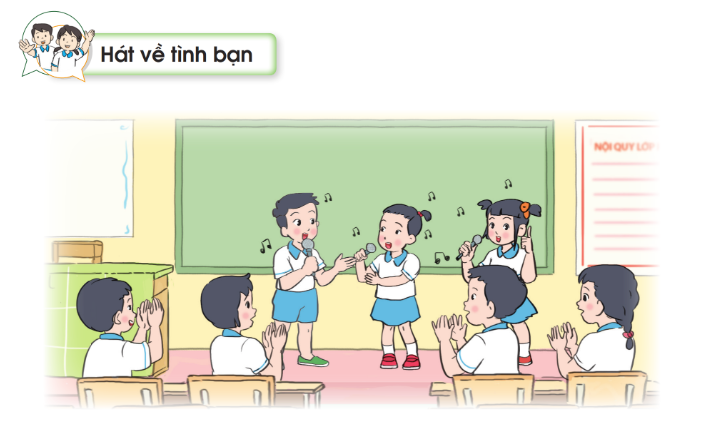 Hát về tình bạn
NỘI QUY LỚP